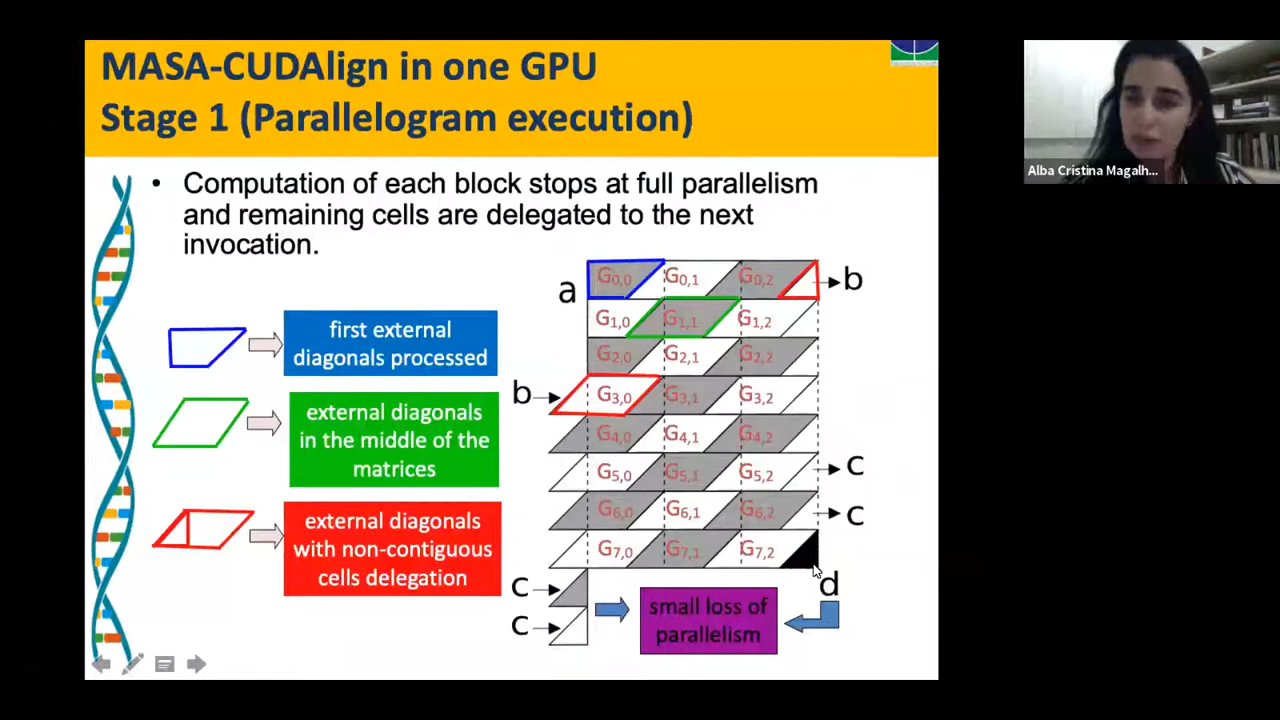 MASA-CUDAlign in one GPU
Stage 1 (Parallelogram execution)
• Computation of each block stops at full parallelism
and remaining cells are delegated to the next
invocation.
first external
diagonals processed
external diagonals
in the middle of the
matrices
external diagonals
with non-contiguous
cells delegation
a
G0,0 G0,1 G0,2
b
G1,0 G1,1 G1,2
G2,0 G2,1 G2,2
b
G3,0 G3,1 G3,2
G4,0 G4,1 G4,2
G5,0 G5,1 G5,2
c
G6,0 G6,1 G6,2
c
G7,0 G7,1 G7,2
d
c
c
small loss of
parallelism
Alba Cristina Magalh...